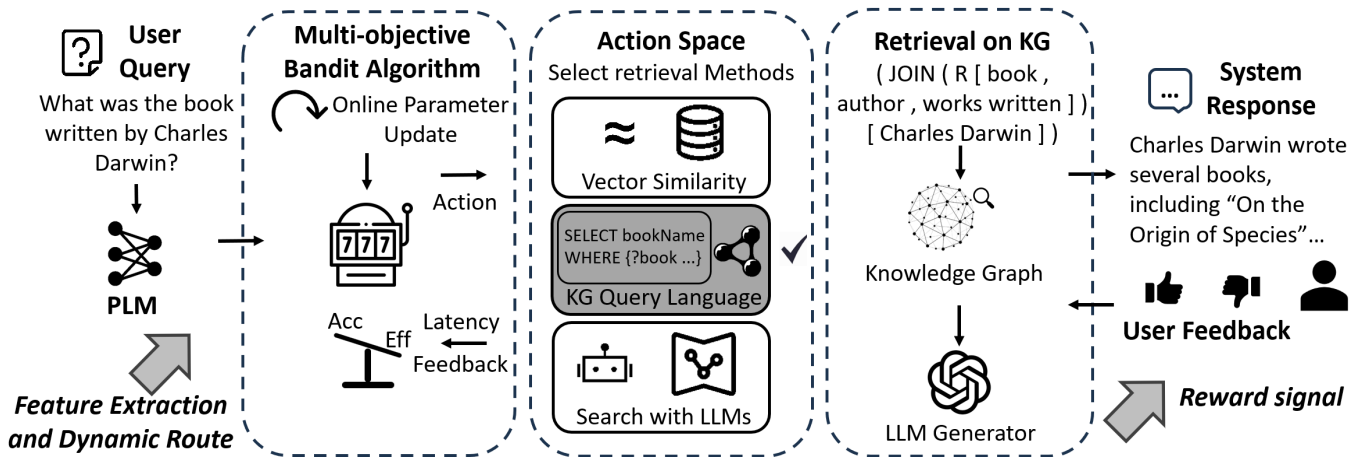 User
Query
What was the book
written by Charles
Darwin?
PLM
Feature Extraction
and Dynamic Route
Multi-objective
Bandit Algorithm
Online Parameter
Update
Action
777
Acc
Eff
Latency
Feedback
Action Space
Select retrieval Methods
≈
Vector Similarity
SELECT bookName
WHERE {?book ...}
KG Query Language
Search with LLMs
Retrieval on KG
( JOIN ( R [ book ,
author , works written ] )
[ Charles Darwin ] )
Knowledge Graph
LLM Generator
...
System
Response
Charles Darwin wrote
several books,
including “On the
Origin of Species”...
User Feedback
Reward signal